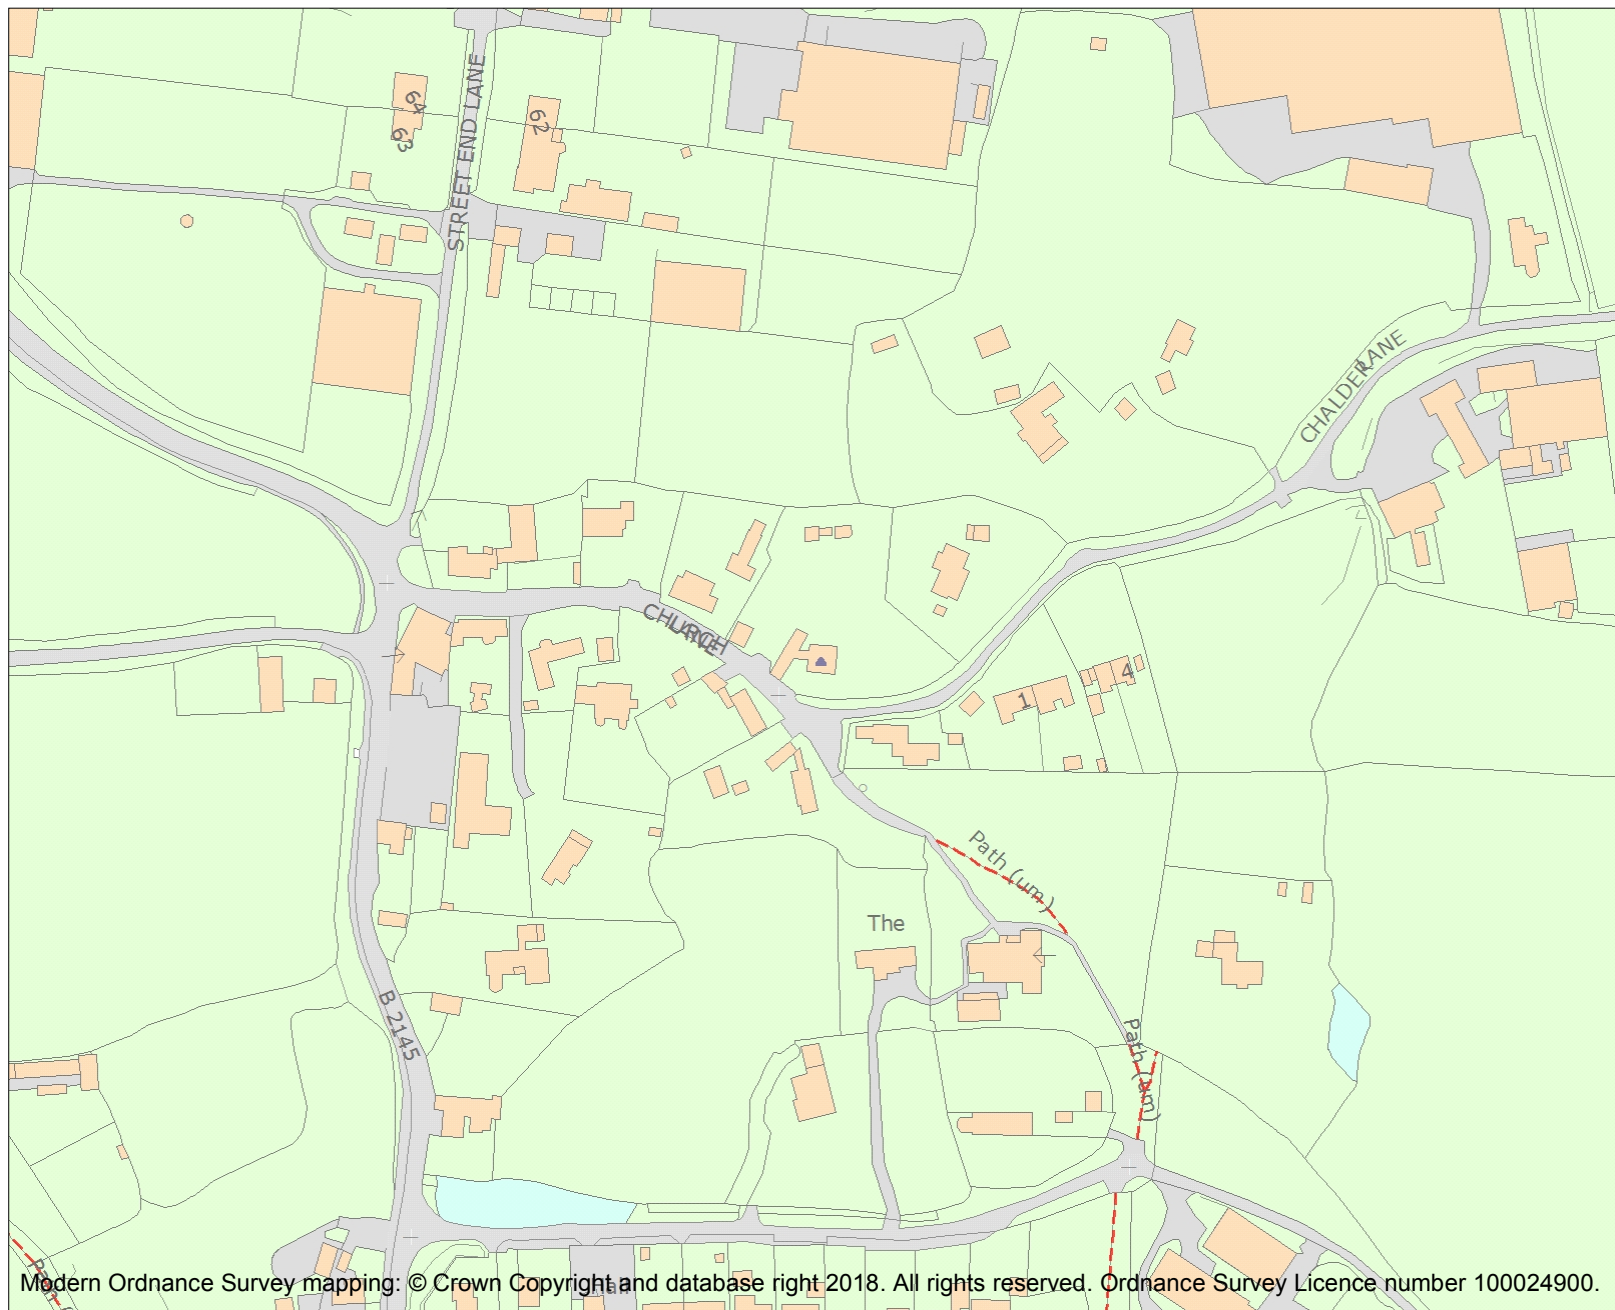 64
63
62
STREET END LANE
CHALDER LANE
CHURCH
LANE
1
4
Path (um)
The
B 2145
Path (um)
Hall
Modern Ordnance Survey mapping: © Crown Copyright and database right 2018. All rights reserved. Ordnance Survey Licence number 100024900.